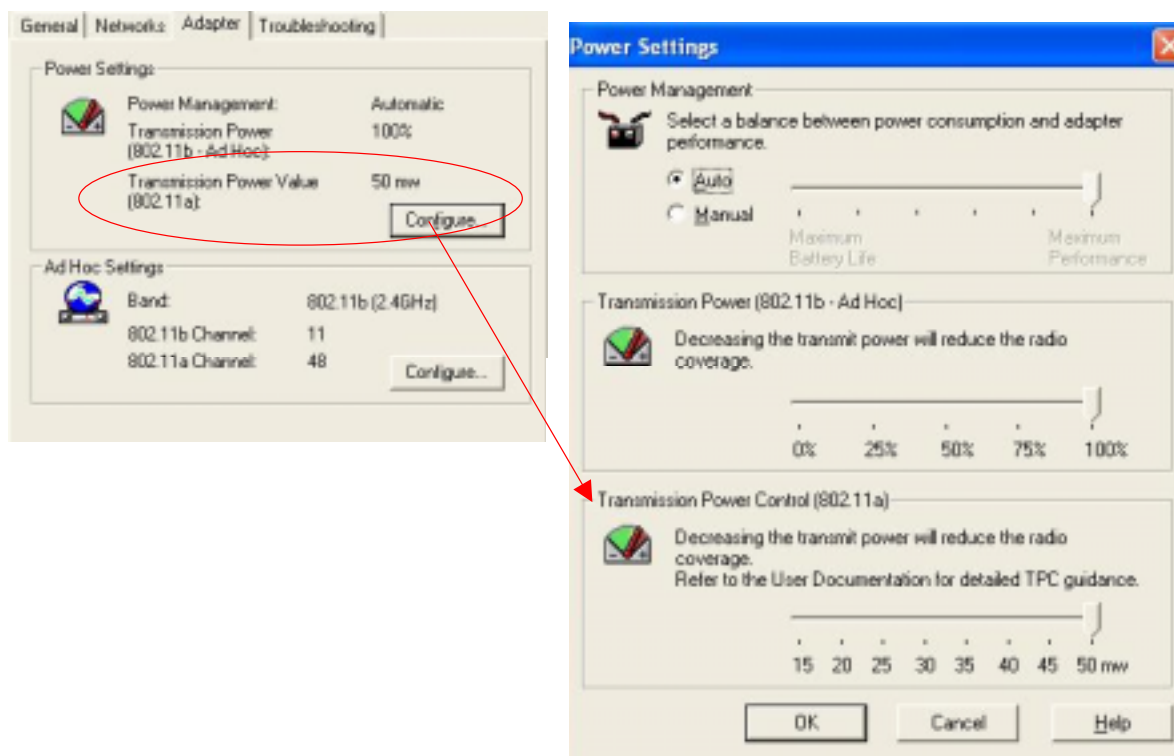 General Networks Adapter Troubleshooting
Power Settings
Power Management: Automatic
Transmission Power 100%
(802.11b - Ad Hoc):
Transmission Power Value 50 mw
(802.11a):
Configure...
Ad Hoc Settings
Band: 802.11b (2.4GHz)
802.11b Channel: 11
802.11a Channel: 48
Configure...
Power Settings
Power Management
Select a balance between power consumption and adapter
performance.
Auto
Manual
Maximum Maximum
Battery Life Performance
Transmission Power (802.11b - Ad Hoc)
Decreasing the transmit power will reduce the radio
coverage.
0% 25% 50% 75% 100%
Transmission Power Control (802.11a)
Decreasing the transmit power will reduce the radio
coverage.
Refer to the User Documentation for detailed TPC guidance.
15 20 25 30 35 40 45 50 mw
OK Cancel Help